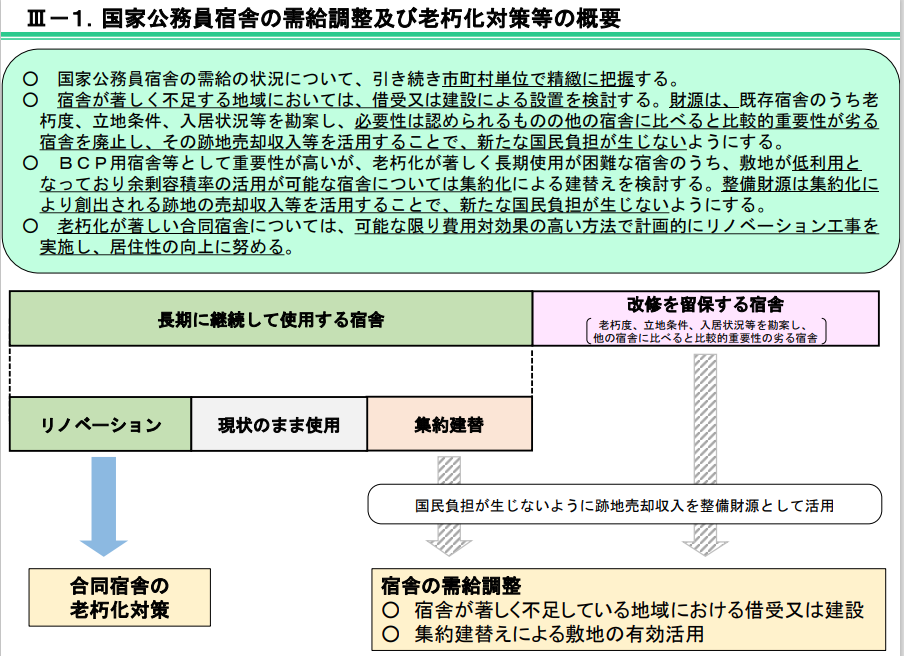 Ⅲ－1．国家公務員宿舎の需給調整及び老朽化対策等の概要
○ 国家公務員宿舎の需給の状況について、引き続き市町村単位で精緻に把握する。
○ 宿舎が著しく不足する地域においては、借受又は建設による設置を検討する。財源は、既存宿舎のうち老
朽度、立地条件、入居状況等を勘案し、必要性は認められるものの他の宿舎に比べると比較的重要性が劣る
宿舎を廃止し、その跡地売却収入等を活用することで、新たな国民負担が生じないようにする。
○ ＢＣＰ用宿舎等として重要性が高いが、老朽化が著しく長期使用が困難な宿舎のうち、敷地が低利用と
なっており余剰容積率の活用が可能な宿舎については集約化による建替えを検討する。整備財源は集約化に
より創出される跡地の売却収入等を活用することで、新たな国民負担が生じないようにする。
○ 老朽化が著しい合同宿舎については、可能な限り費用対効果の高い方法で計画的にリノベーション工事を
実施し、居住性の向上に努める。
長期に継続して使用する宿舎
改修を留保する宿舎
老朽度、立地条件、入居状況等を勘案し、
他の宿舎に比べると比較的重要性の劣る宿舎
リノベーション
現状のまま使用
集約建替
国民負担が生じないように跡地売却収入を整備財源として活用
合同宿舎の
老朽化対策
宿舎の需給調整
○ 宿舎が著しく不足している地域における借受又は建設
○ 集約建替えによる敷地の有効活用